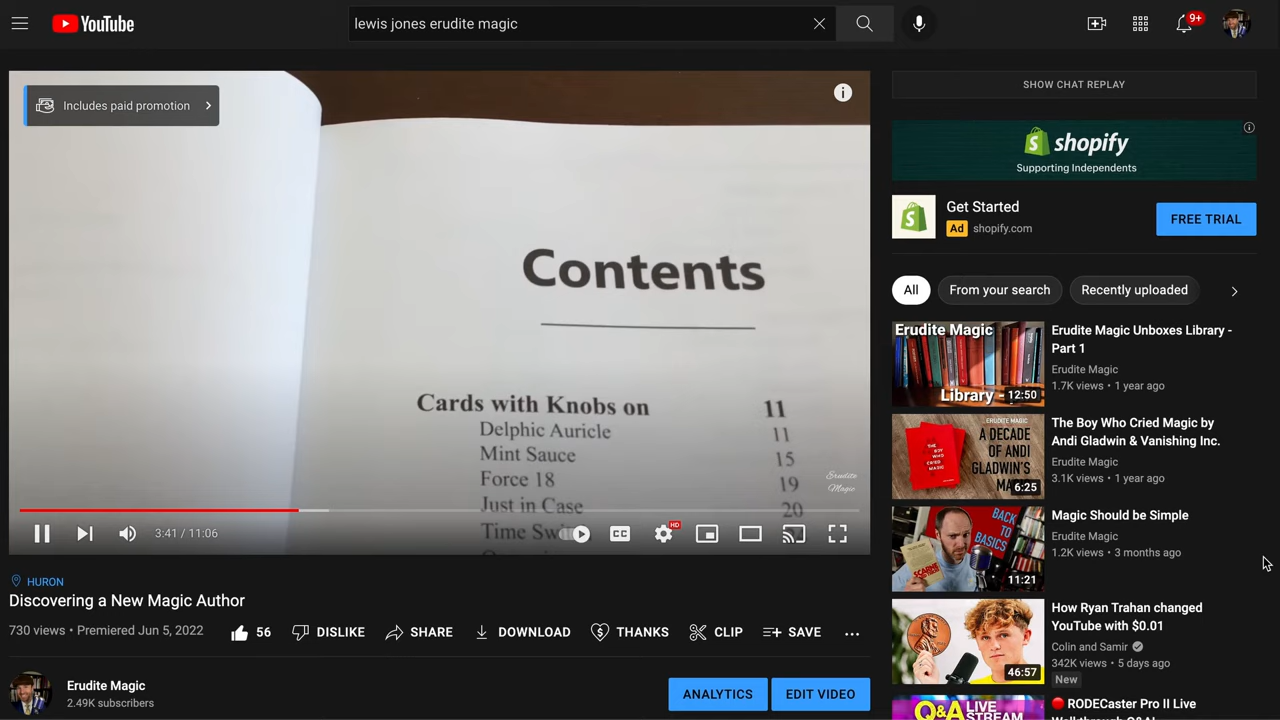 YouTube
lewis jones erudite magic
9+
Includes paid promotion
Contents
Cards with Knobs on 11
Delphic Auricle 11
Mint Sauce 15
Force 18 19
Just in Case 20
Erudite
Magic
HD
CC
3:41 / 11:06
HURON
Discovering a New Magic Author
730 views • Premiered Jun 5, 2022
56
DISLIKE
SHARE
DOWNLOAD
THANKS
CLIP
SAVE
Erudite Magic
2.49K subscribers
ANALYTICS
EDIT VIDEO
SHOW CHAT REPLAY
shopify
Supporting Independents
Get Started
Ad shopify.com
FREE TRIAL
All
From your search
Recently uploaded
Erudite Magic
Library -
12:50
Erudite Magic Unboxes Library -
Part 1
Erudite Magic
1.7K views • 1 year ago
THE
BOY
WHO
CRIED
MAGIC
ERUDITE MAGIC
A DECADE
OF ANDI
GLADWIN'S
6:25
The Boy Who Cried Magic by
Andi Gladwin & Vanishing Inc.
Erudite Magic
3.1K views • 1 year ago
BACK
TO
BASICS
11:21
Magic Should be Simple
Erudite Magic
1.2K views • 3 months ago
46:57
How Ryan Trahan changed
YouTube with $0.01
Colin and Samir
342K views • 5 days ago
New
Q&A LIVE
STREAM
RODECaster Pro II Live